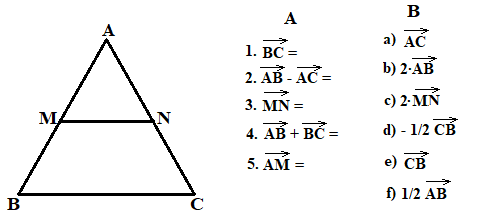 A
M
N
B
C
A
1. BC =
2. AB - AC =
3. MN =
4. AB + BC =
5. AM =
B
a) AC
b) 2·AB
c) 2·MN
d) - 1/2 CB
e) CB
f) 1/2 AB